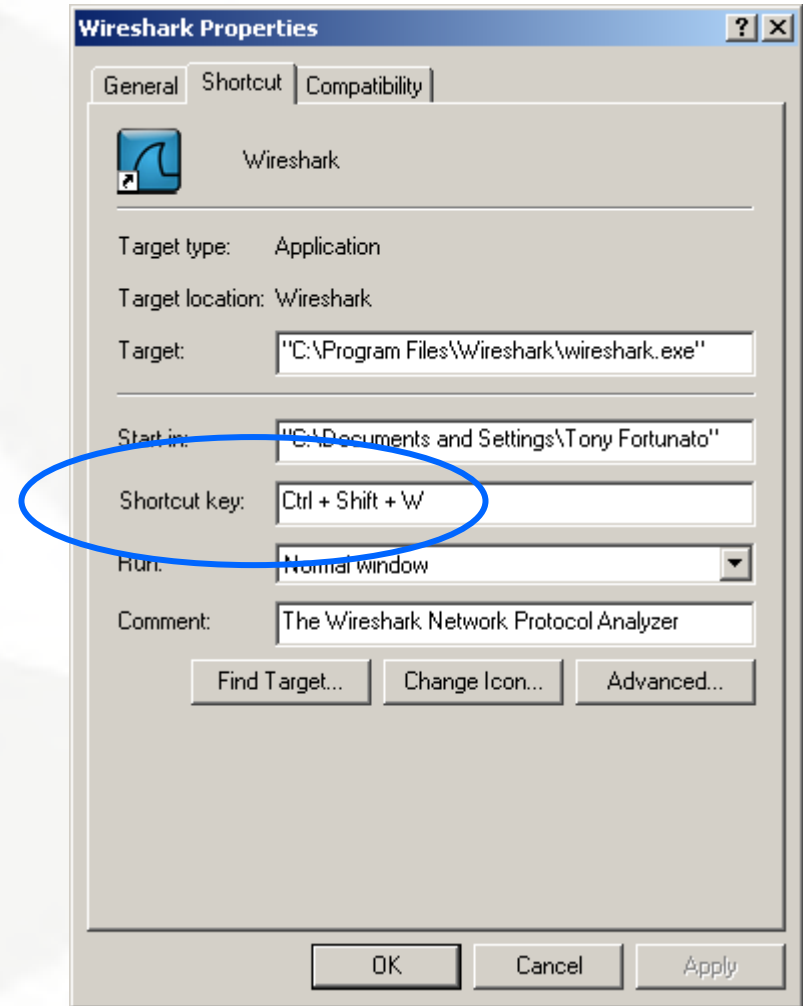 Wireshark Properties
General Shortcut Compatibility
Wireshark
Target type: Application
Target location: Wireshark
Target: "C:\Program Files\Wireshark\wireshark.exe"
Start in: "C:\Documents and Settings\Tony Fortunato"
Shortcut key: Ctrl + Shift + W
Run: Normal window
Comment: The Wireshark Network Protocol Analyzer
Find Target... Change Icon... Advanced...
OK Cancel Apply